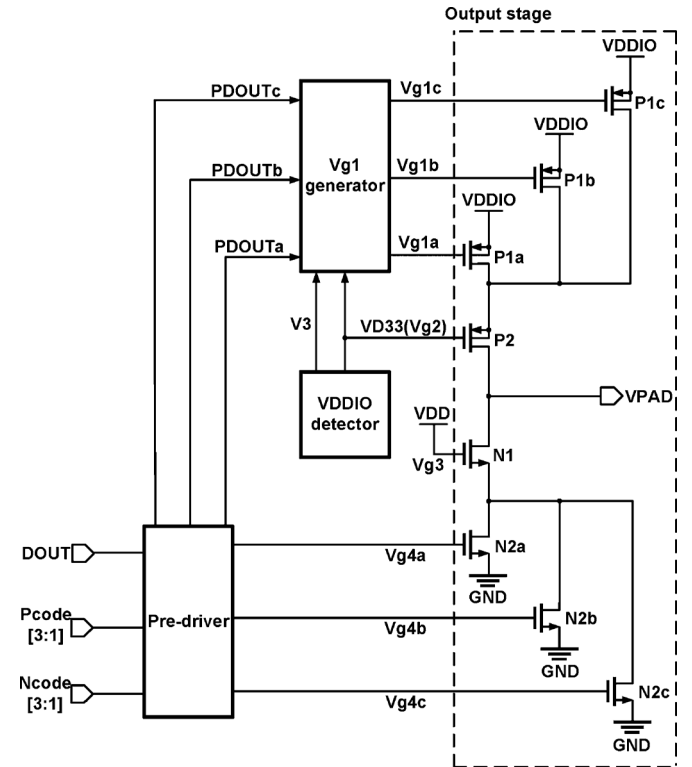 Output stage
VDDIO
PDOUTc
Vg1c
P1c
VDDIO
Vg1
generator
PDOUTb
Vg1b
P1b
VDDIO
PDOUTa
Vg1a
P1a
V3
VD33(Vg2)
P2
VDDIO
detector
VDD
VPAD
Vg3
N1
DOUT
Vg4a
N2a
GND
Pcode
[3:1]
Pre-driver
Vg4b
N2b
GND
Ncode
[3:1]
Vg4c
N2c
GND